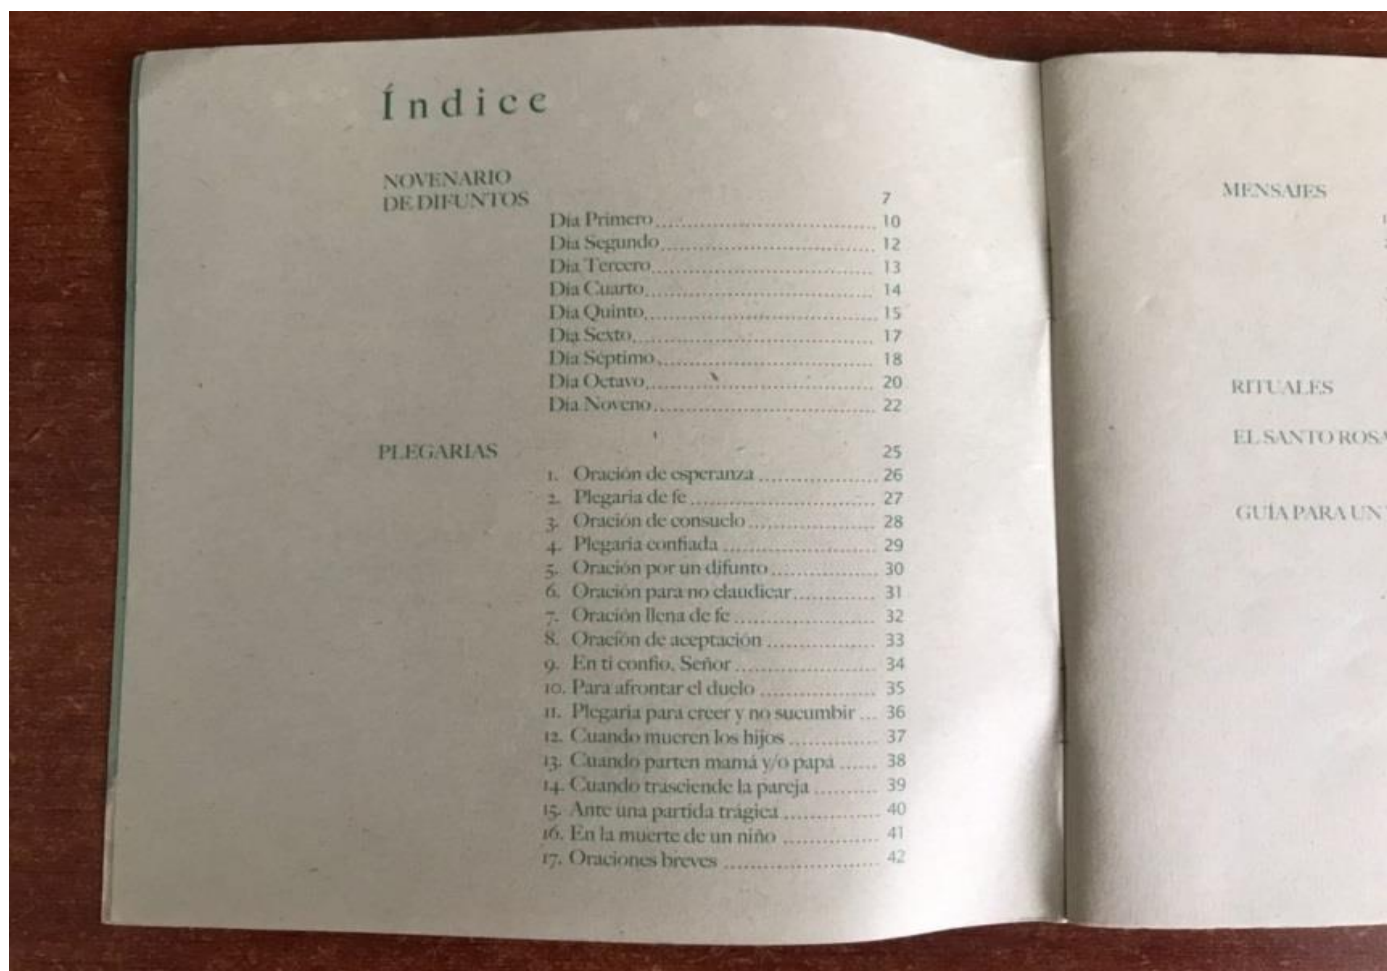 Índice
NOVENARIO
DE DIFUNTOS 7
Día Primero 10
Día Segundo 12
Día Tercero 13
Día Cuarto 14
Día Quinto 15
Día Sexto 17
Día Séptimo 18
Día Octavo 20
Día Noveno 22
PLEGARIAS 25
1. Oración de esperanza 26
2. Plegaria de fe 27
3. Oración de consuelo 28
4. Plegaria confiada 29
5. Oración por un difunto 30
6. Oración para no claudicar 31
7. Oración llena de fe 32
8. Oración de aceptación 33
9. En ti confío, Señor 34
10. Para afrontar el duelo 35
11. Plegaria para creer y no sucumbir 36
12. Cuando mueren los hijos 37
13. Cuando parten mamá y/o papá 38
14. Cuando trasciende la pareja 39
15. Ante una partida trágica 40
16. En la muerte de un niño 41
17. Oraciones breves 42
MENSAJES
RITUALES
EL SANTO ROSA
GUÍA PARA UN